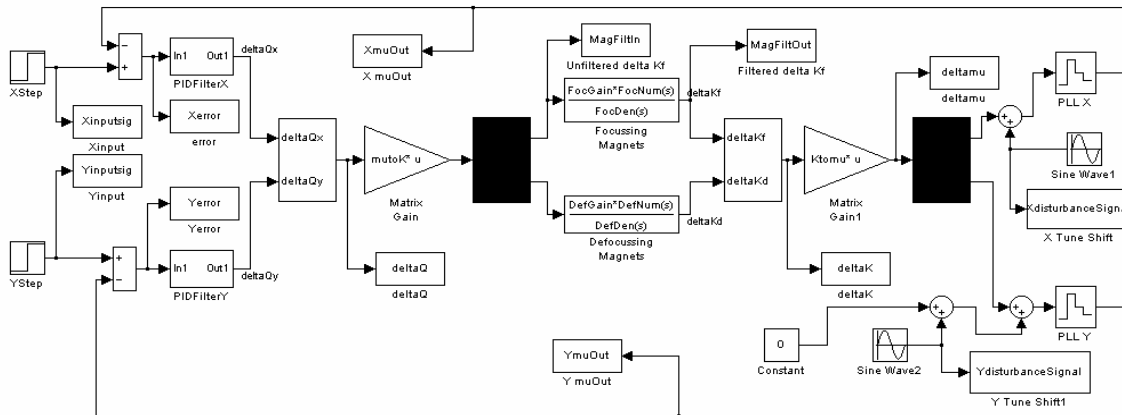 XStep
−
+
In1 Out1
PIDFilterX
deltaQx
Xinputsig
Xinput
Xerror
error
Yinputsig
Yinput
Yerror
Yerror
YStep
+
−
In1 Out1
PIDFilterY
deltaQy
deltaQx
deltaQy
mutoK* u
Matrix
Gain
deltaQ
deltaQ
XmuOut
X muOut
MagFiltIn
Unfiltered delta Kf
FocGain*FocNum(s)
FocDen(s)
Focussing
Magnets
deltaKf
DefGain*DefNum(s)
DefDen(s)
Defocussing
Magnets
deltaKd
MagFiltOut
Filtered delta Kf
deltaKf
deltaKd
Ktomu* u
Matrix
Gain1
deltaK
deltaK
deltamu
deltamu
+
+
PLL X
Sine Wave1
XdisturbanceSignal
X Tune Shift
0
Constant
+
+
Sine Wave2
+
+
PLL Y
YdisturbanceSignal
Y Tune Shift1
YmuOut
Y muOut